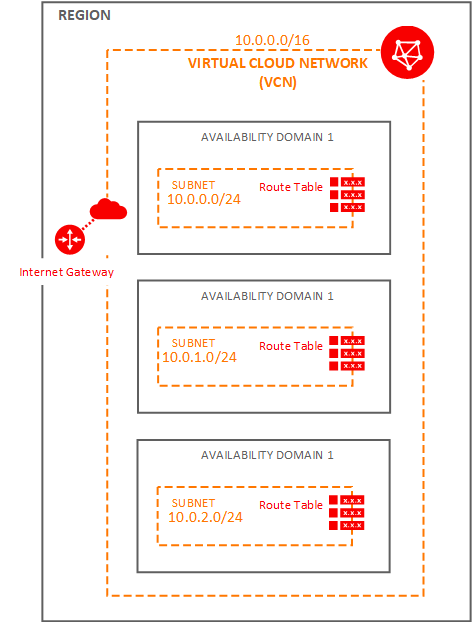 REGION
10.0.0.0/16
VIRTUAL CLOUD NETWORK
(VCN)
AVAILABILITY DOMAIN 1
SUBNET
10.0.0.0/24
Route Table
x.x.x
x.x.x
x.x.x
Internet Gateway
AVAILABILITY DOMAIN 1
SUBNET
10.0.1.0/24
Route Table
x.x.x
x.x.x
x.x.x
AVAILABILITY DOMAIN 1
SUBNET
10.0.2.0/24
Route Table
x.x.x
x.x.x
x.x.x